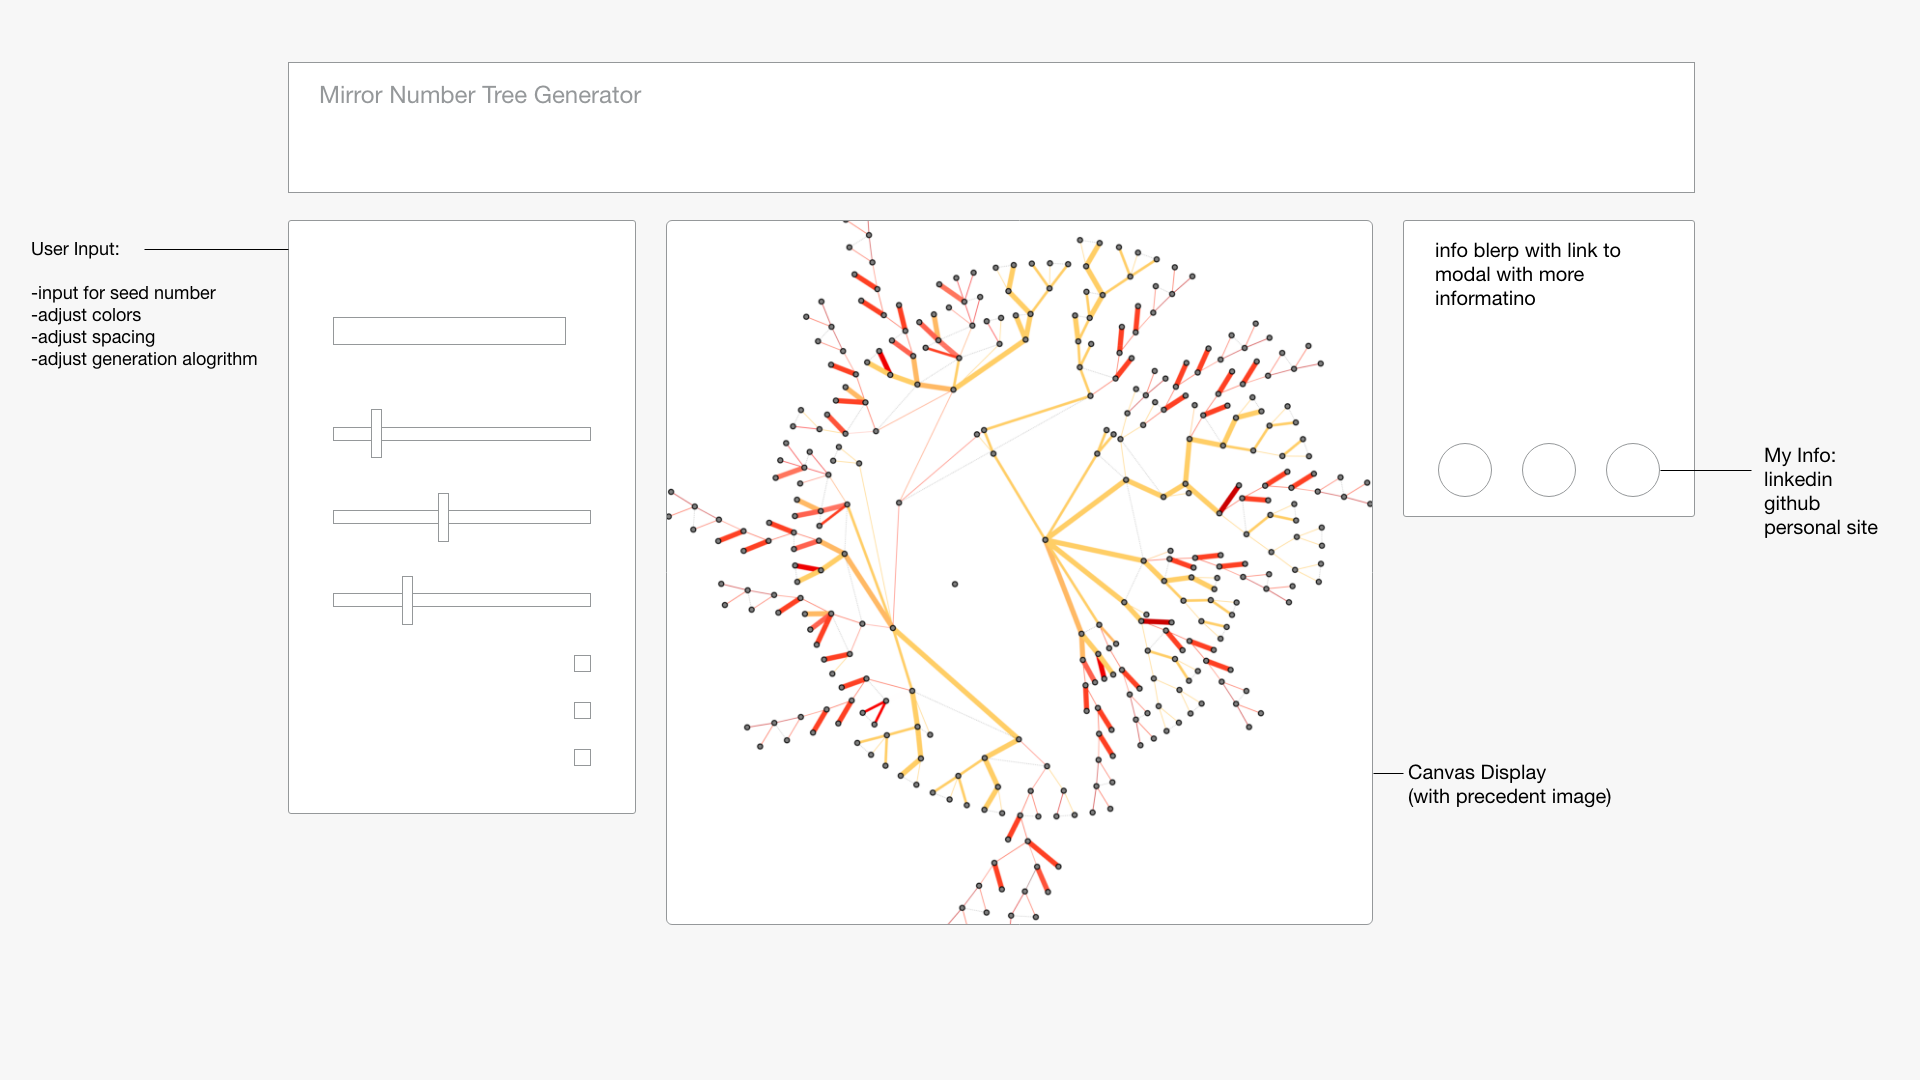 Mirror Number Tree Generator
User Input:
-input for seed number
-adjust colors
-adjust spacing
-adjust generation alogrithm
info blerp with link to
modal with more
informatino
My Info:
linkedin
github
personal site
Canvas Display
(with precedent image)